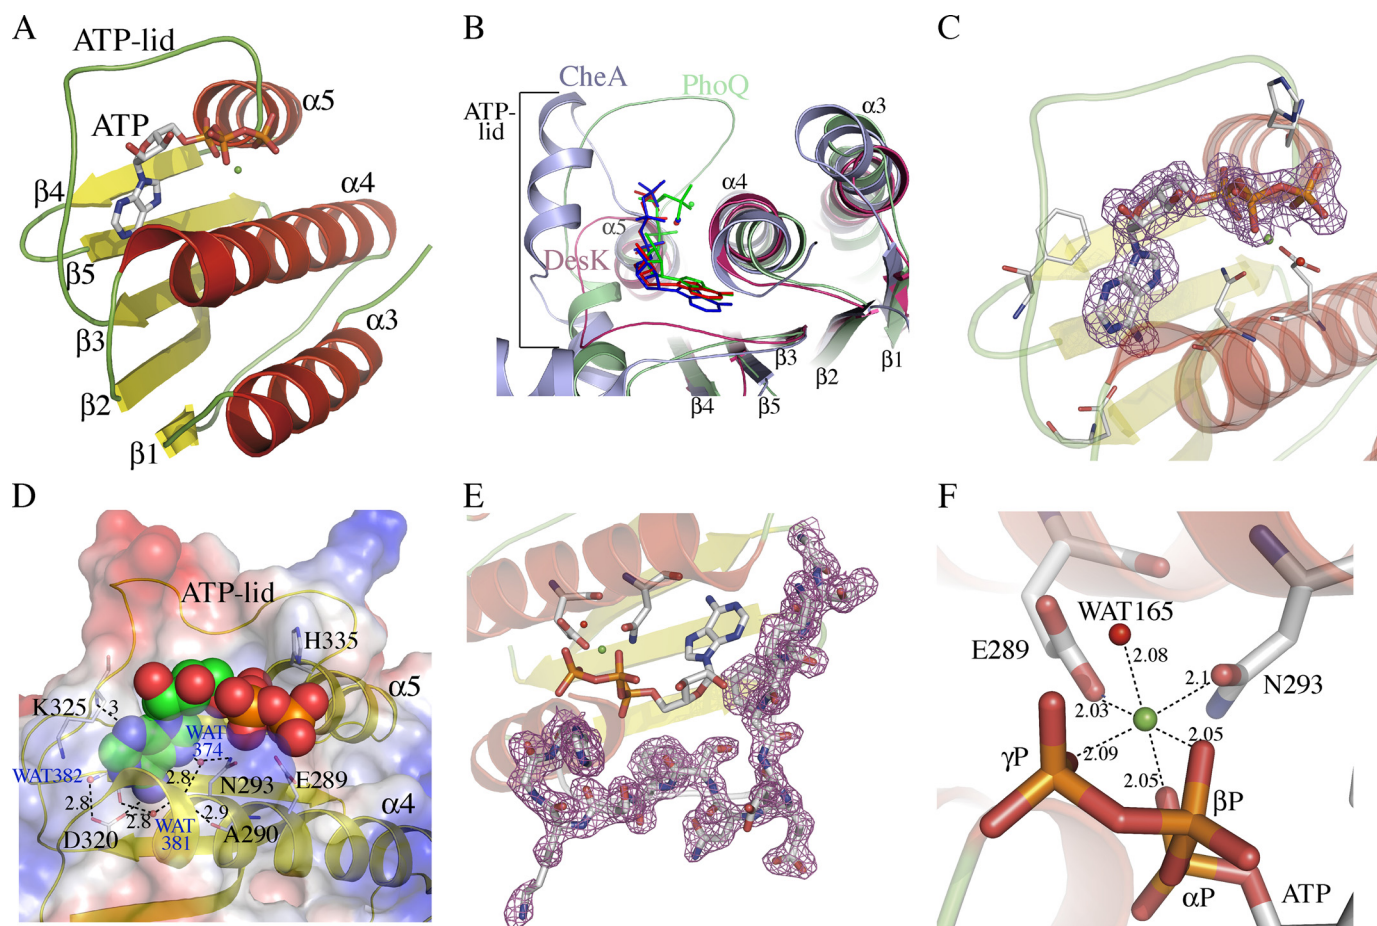 A
ATP-lid
α5
ATP
β4
α4
β5
β3
α3
β2
β1
B
CheA
PhoQ
ATP-
lid
α3
α4
α5
DesK
β3
β2
β1
β4
β5
C
D
ATP-lid
H335
α5
K325
3
WAT
374
WAT382
2.8
N293
E289
2.8
α4
2.8
2.9
D320
WAT
381
A290
E
F
WAT165
E289
2.08
2.1
N293
2.03
2.05
2.09
γP
2.05
βP
αP
ATP